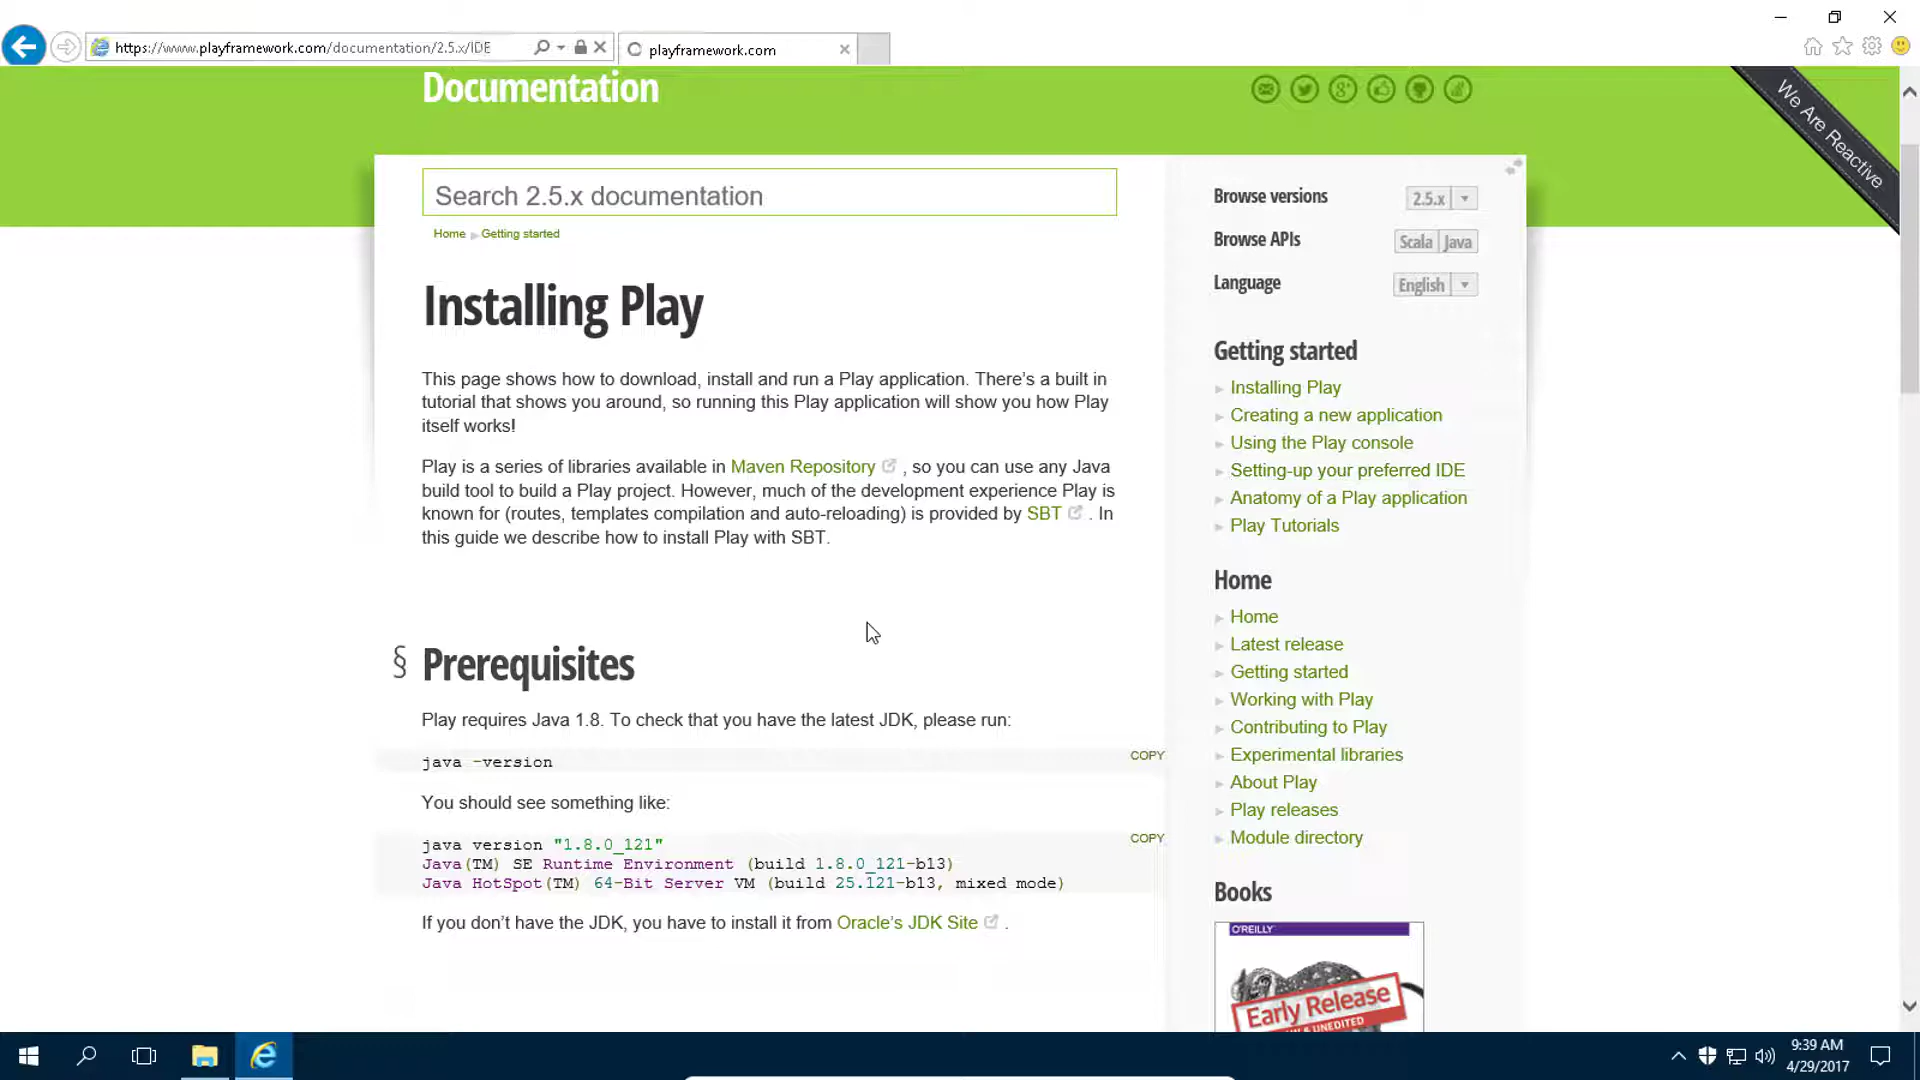 https://www.playframework.com/documentation/2.5.x/IDE
playframework.com
Documentation
We Are Reactive
Search 2.5.x documentation
Home Getting started
Installing Play
This page shows how to download, install and run a Play application. There's a built in
tutorial that shows you around, so running this Play application will show you how Play
itself works!
Play is a series of libraries available in Maven Repository , so you can use any Java
build tool to build a Play project. However, much of the development experience Play is
known for (routes, templates compilation and auto-reloading) is provided by SBT . In
this guide we describe how to install Play with SBT.
§ Prerequisites
Play requires Java 1.8. To check that you have the latest JDK, please run:
COPY
java -version
You should see something like:
COPY
java version "1.8.0_121"
Java(TM) SE Runtime Environment (build 1.8.0_121-b13)
Java HotSpot(TM) 64-Bit Server VM (build 25.121-b13, mixed mode)
If you don't have the JDK, you have to install it from Oracle's JDK Site .
Browse versions 2.5.x
Browse APIs Scala Java
Language English
Getting started
Installing Play
Creating a new application
Using the Play console
Setting-up your preferred IDE
Anatomy of a Play application
Play Tutorials
Home
Home
Latest release
Getting started
Working with Play
Contributing to Play
Experimental libraries
About Play
Play releases
Module directory
Books
O'REILLY
Early Release
& UNEDITED
9:39 AM
4/29/2017